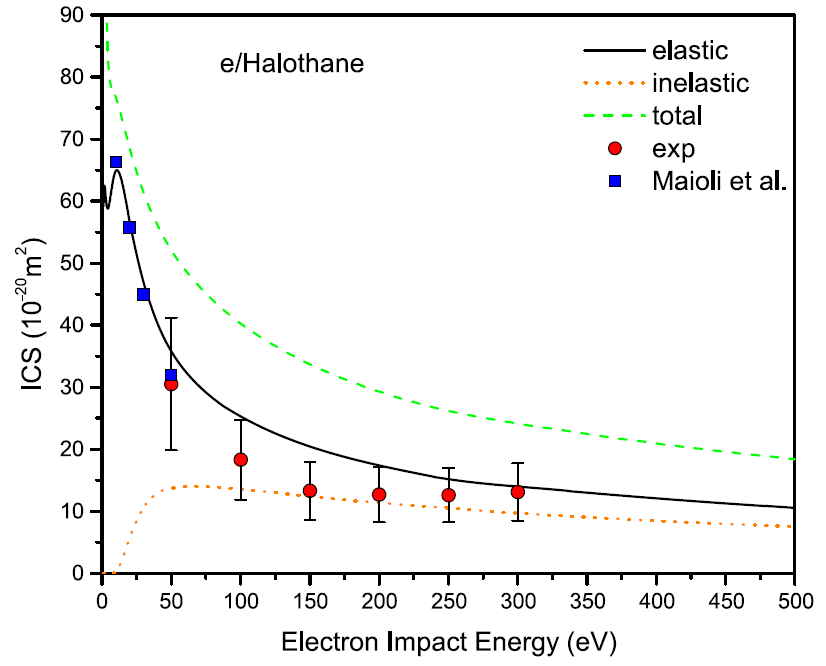 90
80
70
60
50
40
30
20
10
0
ICS (10⁻²⁰m²)
e/Halothane
elastic
inelastic
total
exp
Maioli et al.
0 50 100 150 200 250 300 350 400 450 500
Electron Impact Energy (eV)